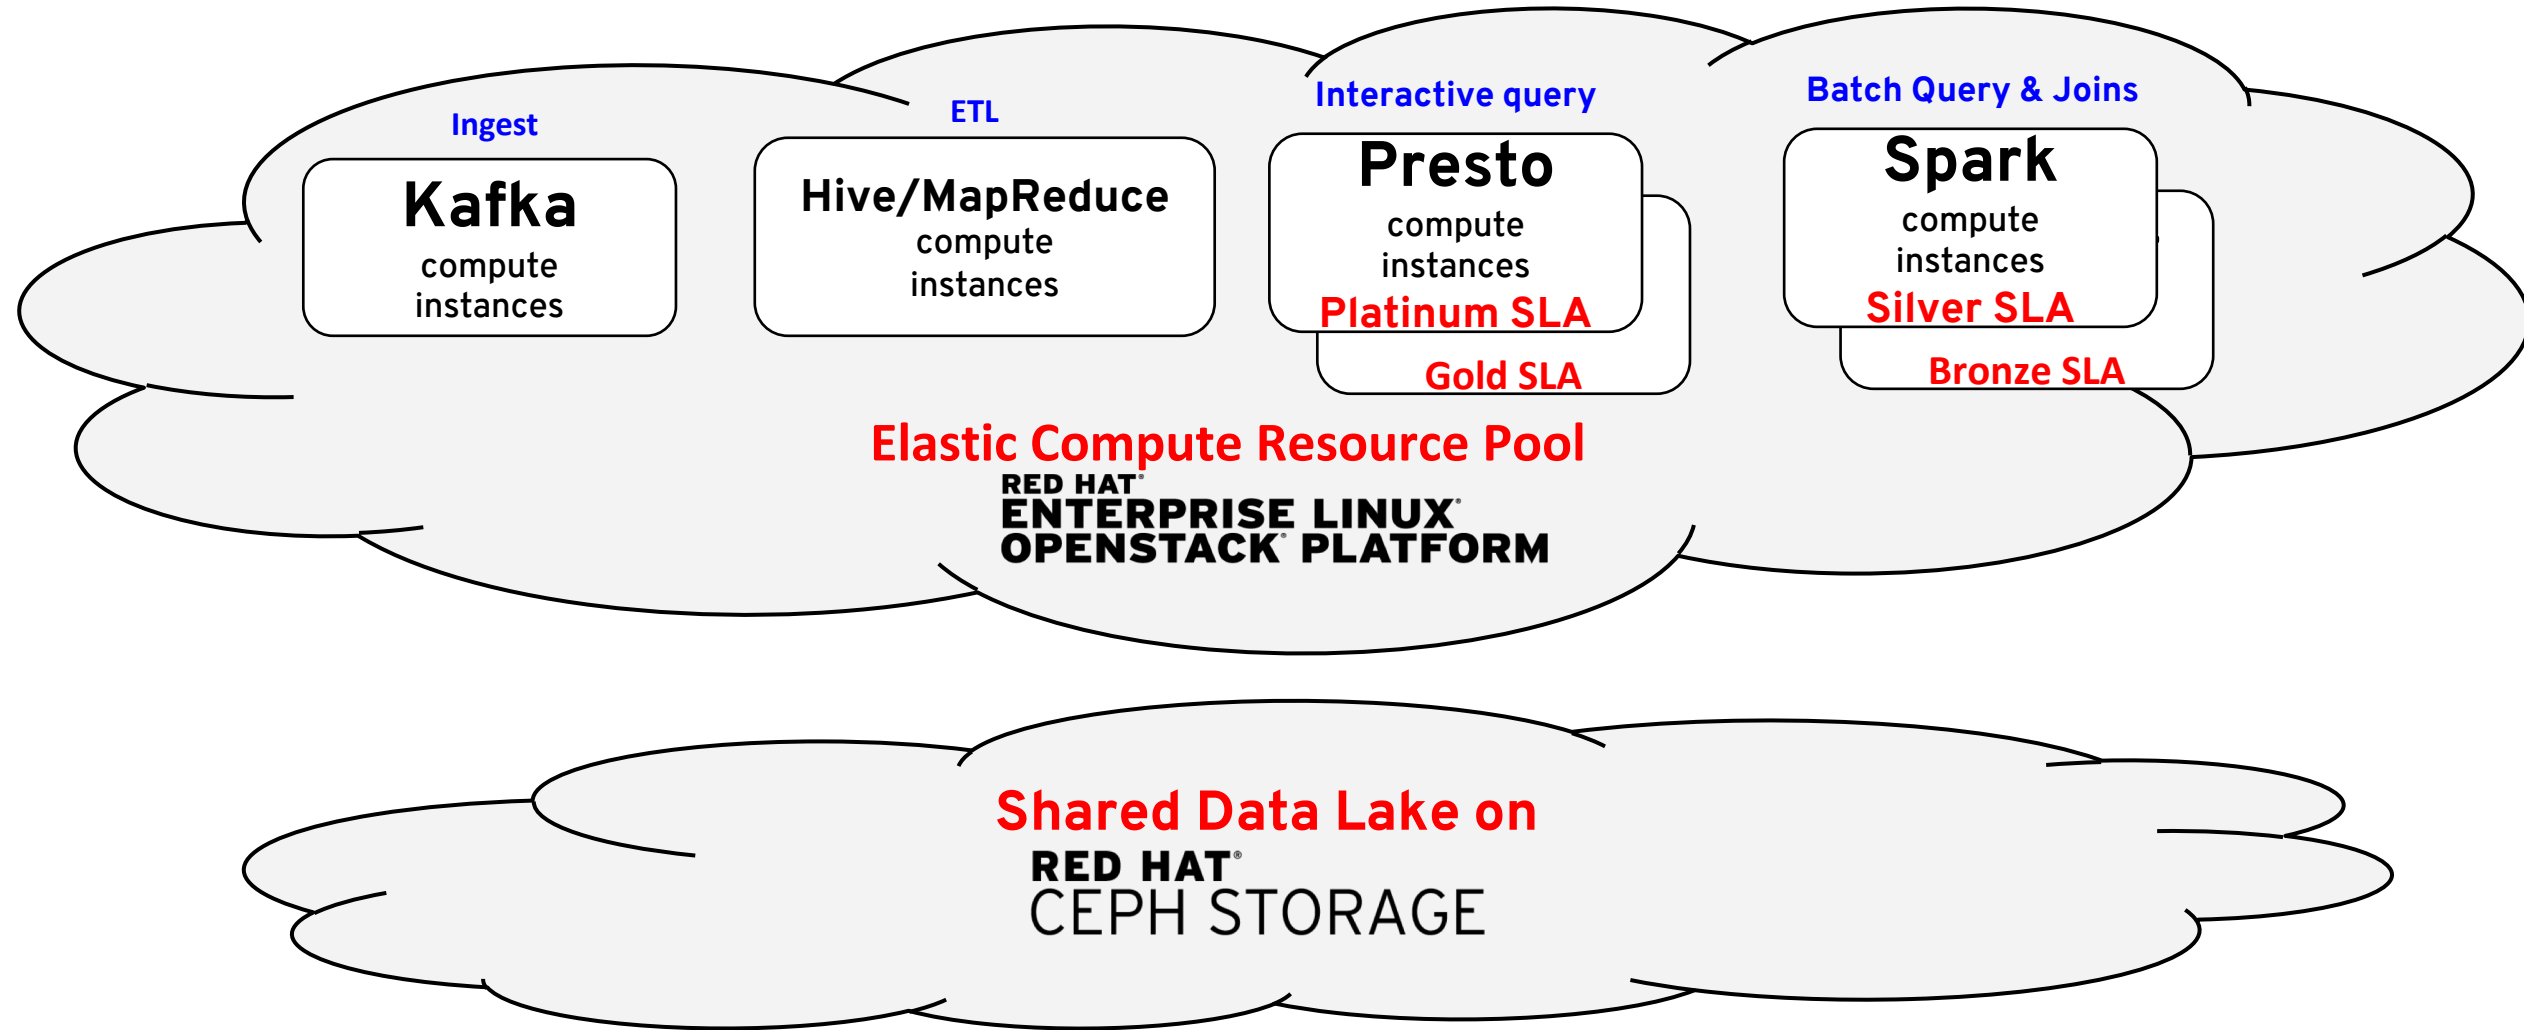 Ingest
Kafka
compute
instances
ETL
Hive/MapReduce
compute
instances
Interactive query
Presto
compute
instances
Platinum SLA
Gold SLA
Batch Query & Joins
Spark
compute
instances
Silver SLA
Bronze SLA
Elastic Compute Resource Pool
RED HAT®
ENTERPRISE LINUX®
OPENSTACK® PLATFORM
Shared Data Lake on
RED HAT®
CEPH STORAGE